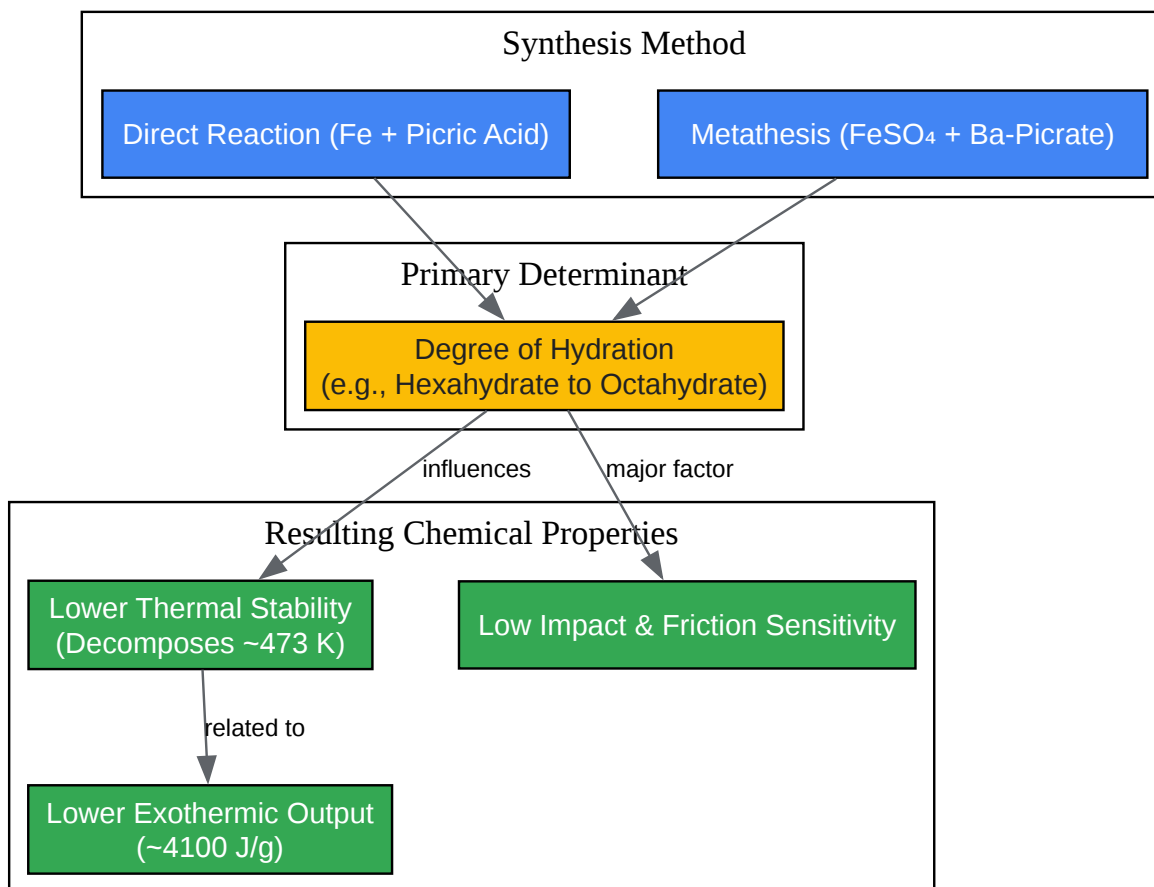 Synthesis Method
Direct Reaction (Fe + Picric Acid)
Metathesis (FeSO₄ + Ba-Picrate)
Primary Determinant
Degree of Hydration
(e.g., Hexahydrate to Octahydrate)
influences
major factor
Resulting Chemical Properties
Lower Thermal Stability
(Decomposes ~473 K)
Low Impact & Friction Sensitivity
related to
Lower Exothermic Output
(~4100 J/g)